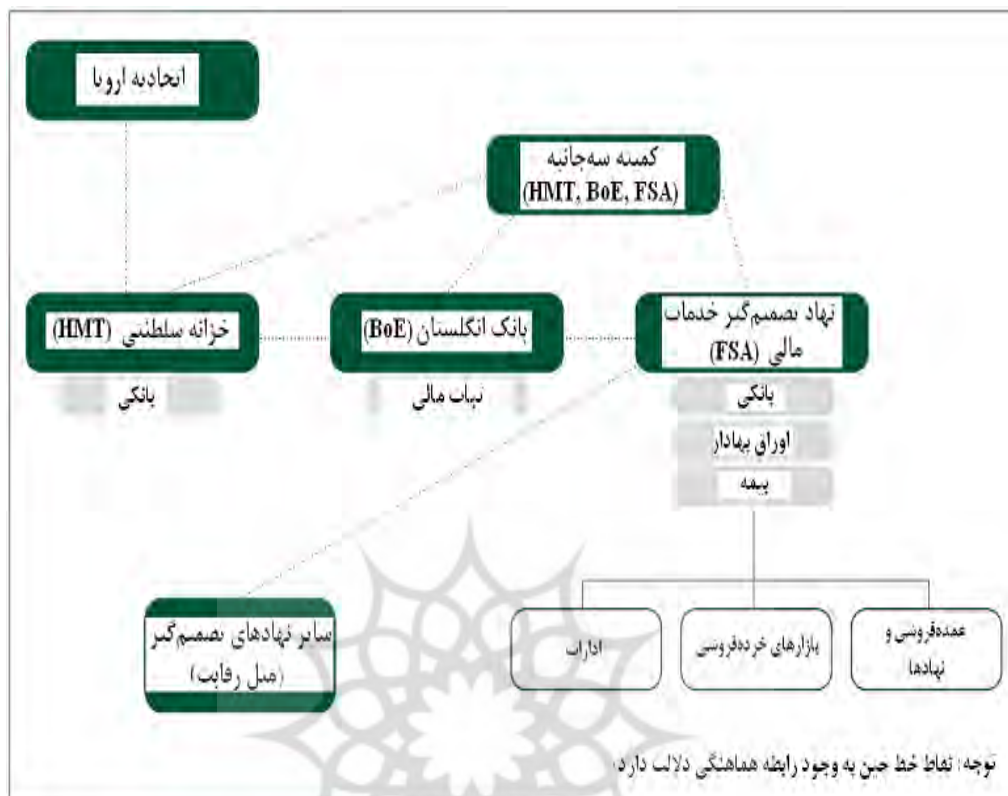 اتحادیه اروپا
کمیته سه‌جانبه
(HMT, BoE, FSA)
نهاد تصمیم‌گیر خدمات
مالی (FSA)
بانک انگلستان (BoE)
خزانه سلطنتی (HMT)
بانکی
اوراق بهادار
بیمه
ثبات مالی
بانکی
سایر نهادهای تصمیم‌گیر
(مثل رقابت)
عمده‌فروشی و
نهادها
بازارهای خرده‌فروشی
ادارات
توجه: نقاط خط چین به وجود رابطه هماهنگی دلالت دارد.